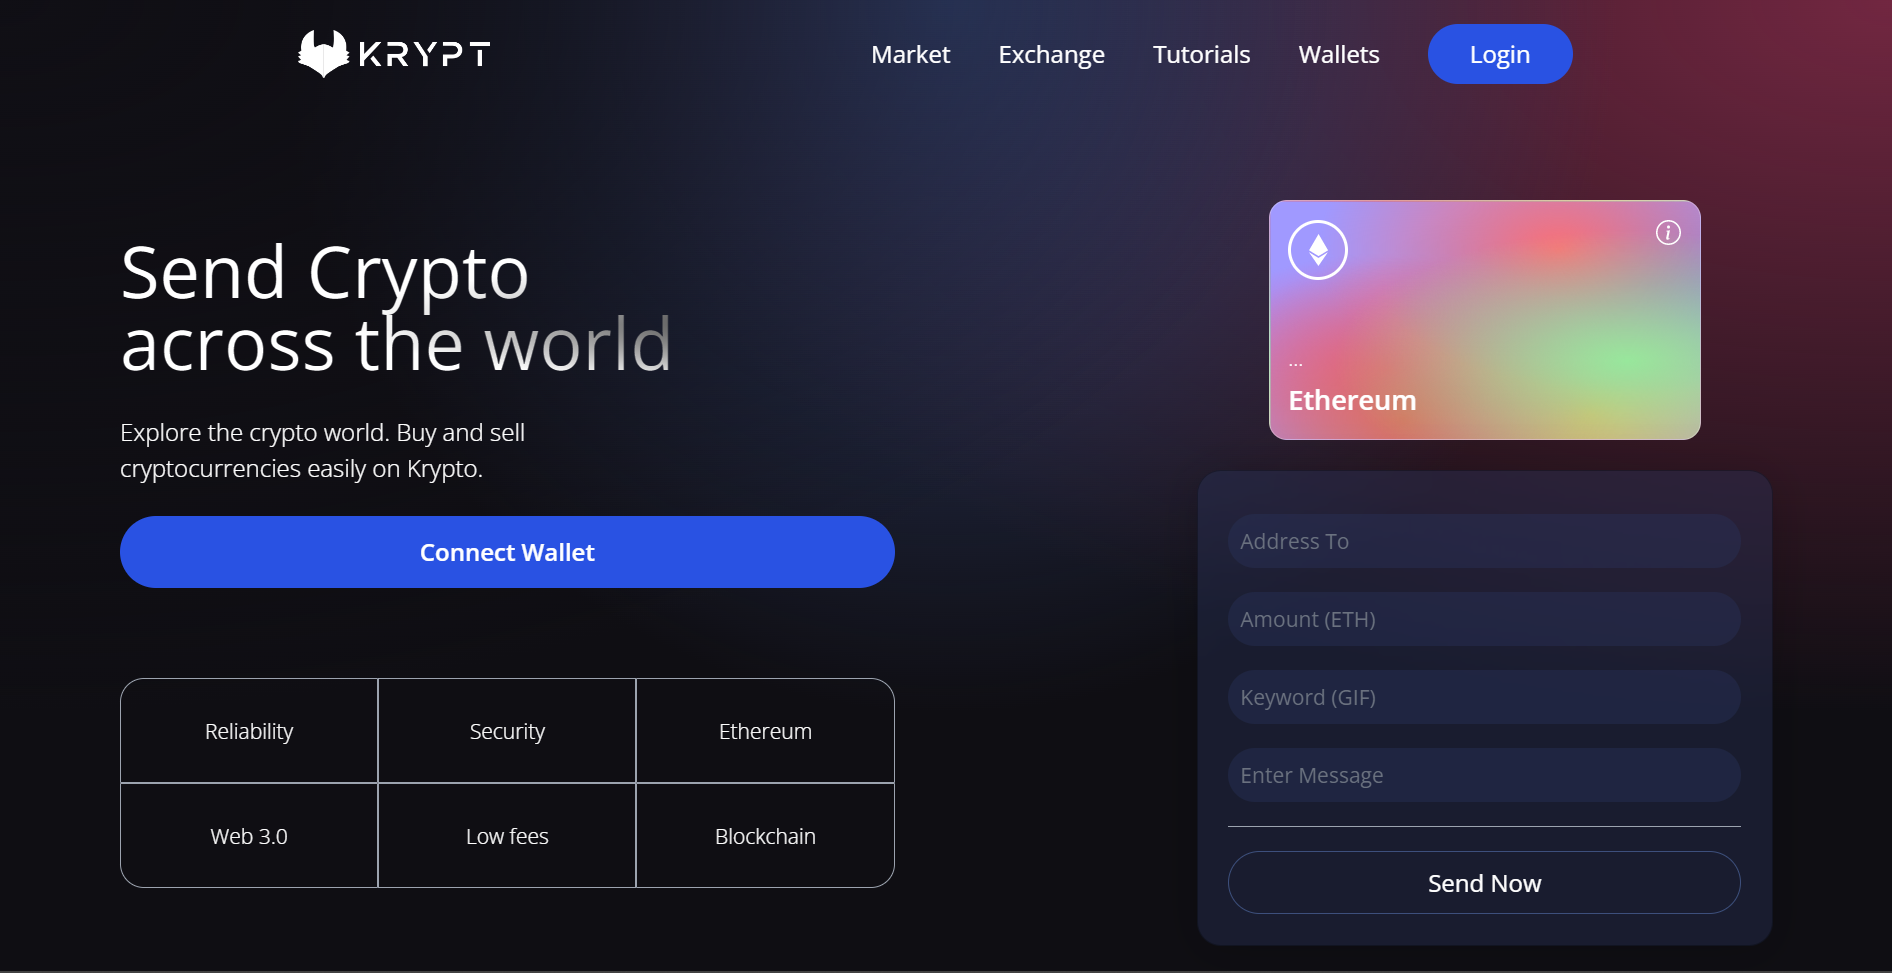 KRYPT
Market
Exchange
Tutorials
Wallets
Login
Send Crypto
across the world
Explore the crypto world. Buy and sell
cryptocurrencies easily on Krypto.
Connect Wallet
Reliability
Security
Ethereum
Web 3.0
Low fees
Blockchain
i
...
Ethereum
Address To
Amount (ETH)
Keyword (GIF)
Enter Message
Send Now